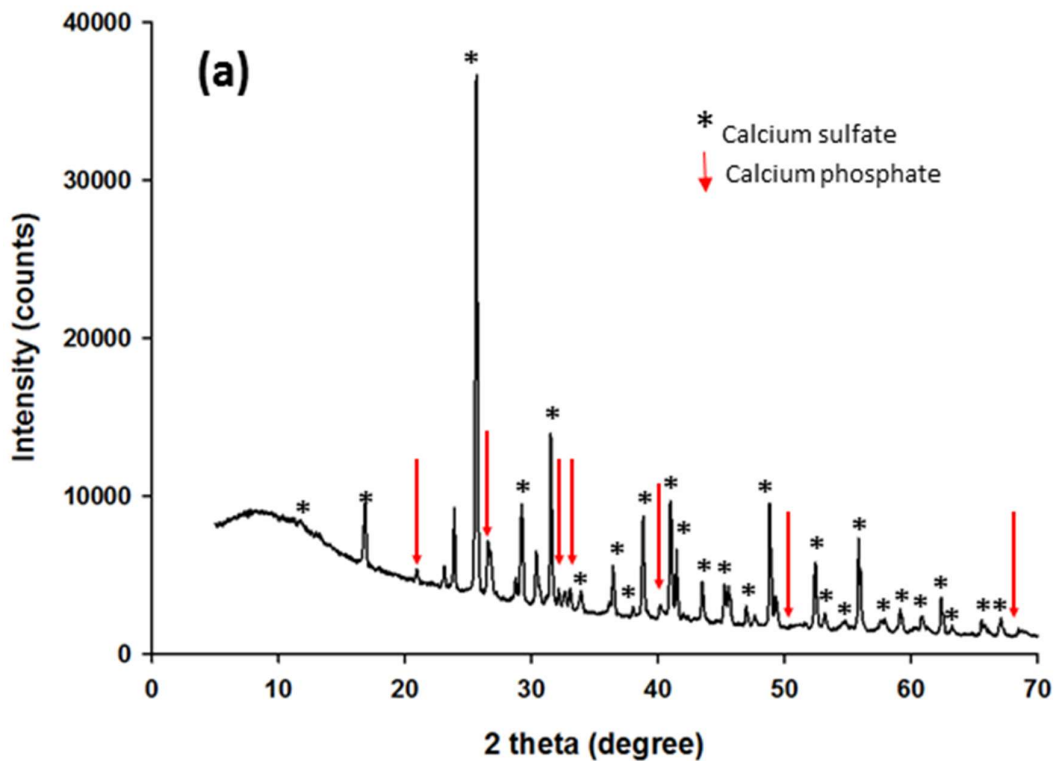 40000
(a)
*
* Calcium sulfate
Calcium phosphate
30000
Intensity (counts)
20000
10000
0
0 10 20 30 40 50 60 70
2 theta (degree)